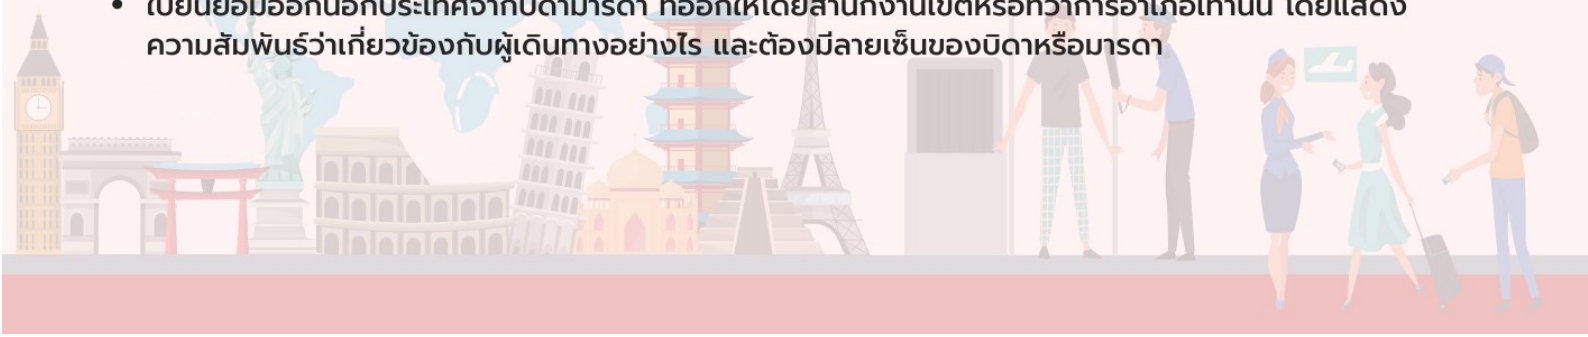 • ใบยินยอมออกนอกประเทศจากบิดามารดา ที่ออกให้โดยสำนักงานเขตหรือที่ว่าการอำเภอเท่านั้น โดยแสดง
ความสัมพันธ์ว่าเกี่ยวข้องกับผู้เดินทางอย่างไร และต้องมีลายเซ็นของบิดาหรือมารดา